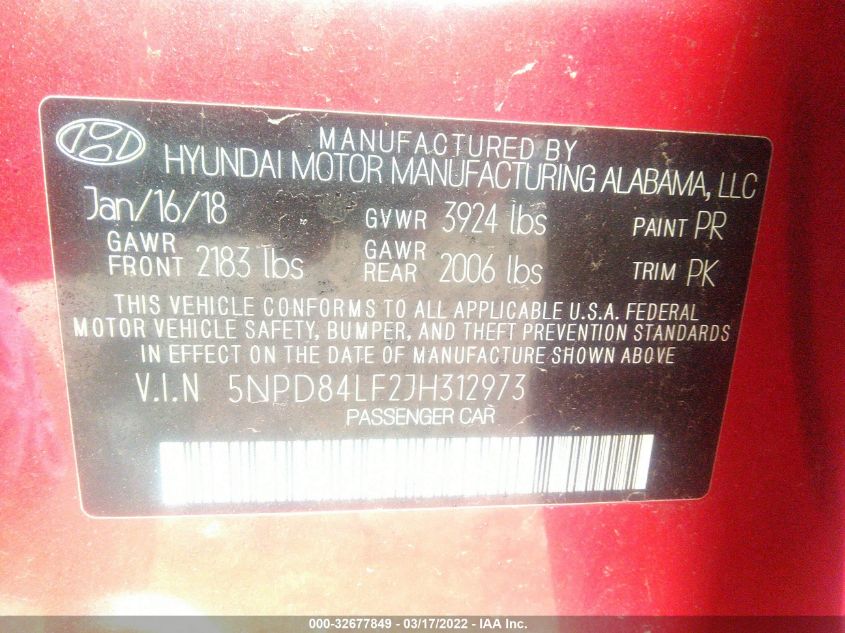 MANUFACTURED BY
HYUNDAI MOTOR MANUFACTURING ALABAMA, LLC
Jan/16/18 GVWR 3924 lbs PAINT PR
GAWR FRONT 2183 lbs GAWR REAR 2006 lbs TRIM PK
THIS VEHICLE CONFORMS TO ALL APPLICABLE U.S.A. FEDERAL
MOTOR VEHICLE SAFETY, BUMPER, AND THEFT PREVENTION STANDARDS
IN EFFECT ON THE DATE OF MANUFACTURE SHOWN ABOVE
V.I.N 5NPD84LF2JH312973
PASSENGER CAR
000-32677849 - 03/17/2022 - IAA Inc.